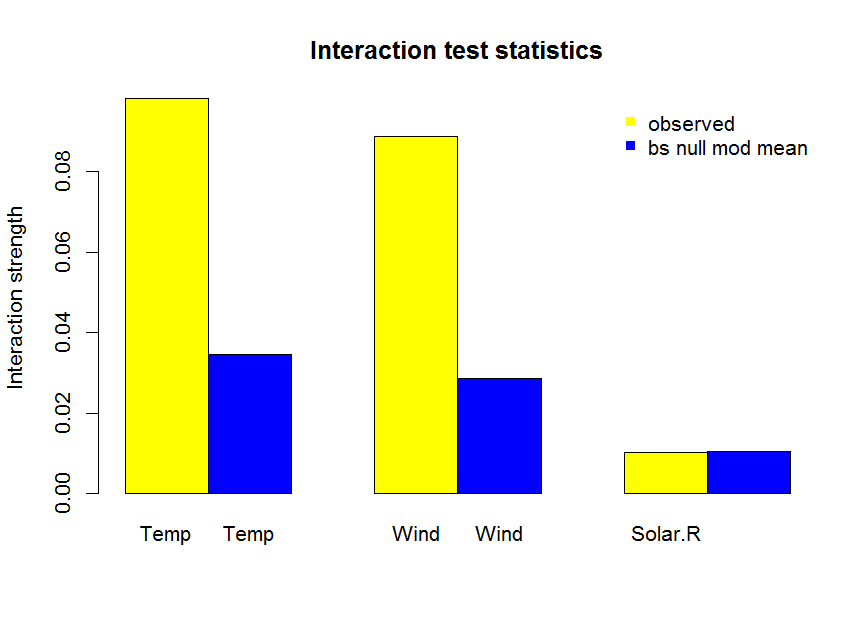 Interaction test statistics
observed
bs null mod mean
Interaction strength
0.08
0.06
0.04
0.02
0.00
Temp Temp Wind Wind Solar.R